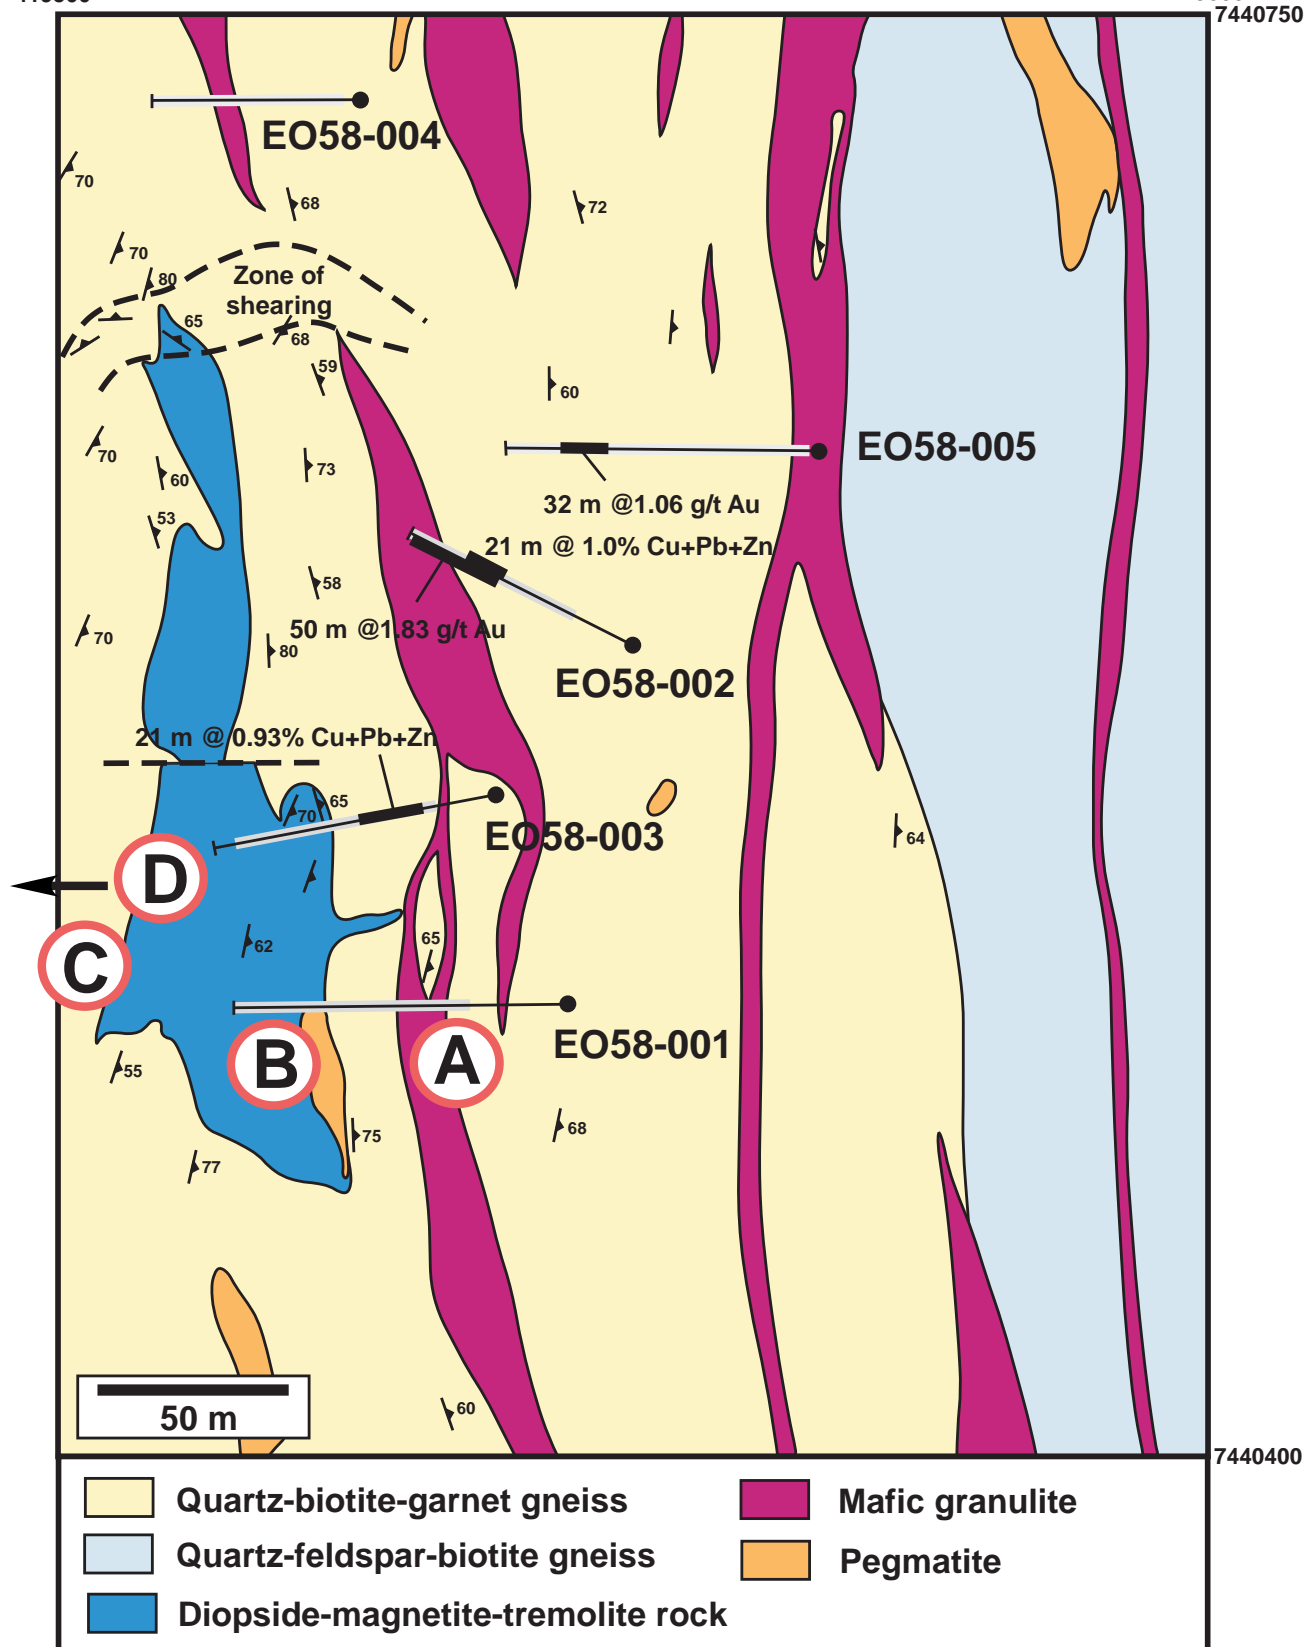 7440750
EO58-004
70
68
72
70
80
Zone of
shearing
65
68
59
60
EO58-005
70
73
60
32 m @1.06 g/t Au
53
21 m @ 1.0% Cu+Pb+Zn
58
50 m @1.83 g/t Au
70
80
EO58-002
21 m @ 0.93% Cu+Pb+Zn
65
70
EO58-003
64
D
65
62
C
EO58-001
B
A
55
68
75
77
60
50 m
7440400
Quartz-biotite-garnet gneiss
Mafic granulite
Quartz-feldspar-biotite gneiss
Pegmatite
Diopside-magnetite-tremolite rock